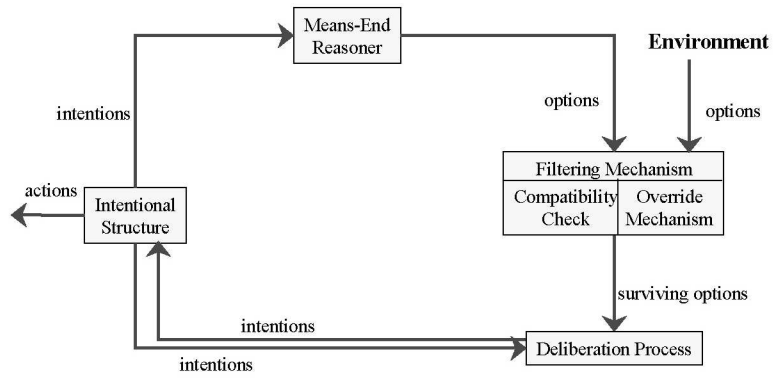 Means-End
Reasoner
Environment
intentions
options
options
Filtering Mechanism
Compatibility
Check
Override
Mechanism
actions
Intentional
Structure
surviving options
intentions
intentions
Deliberation Process